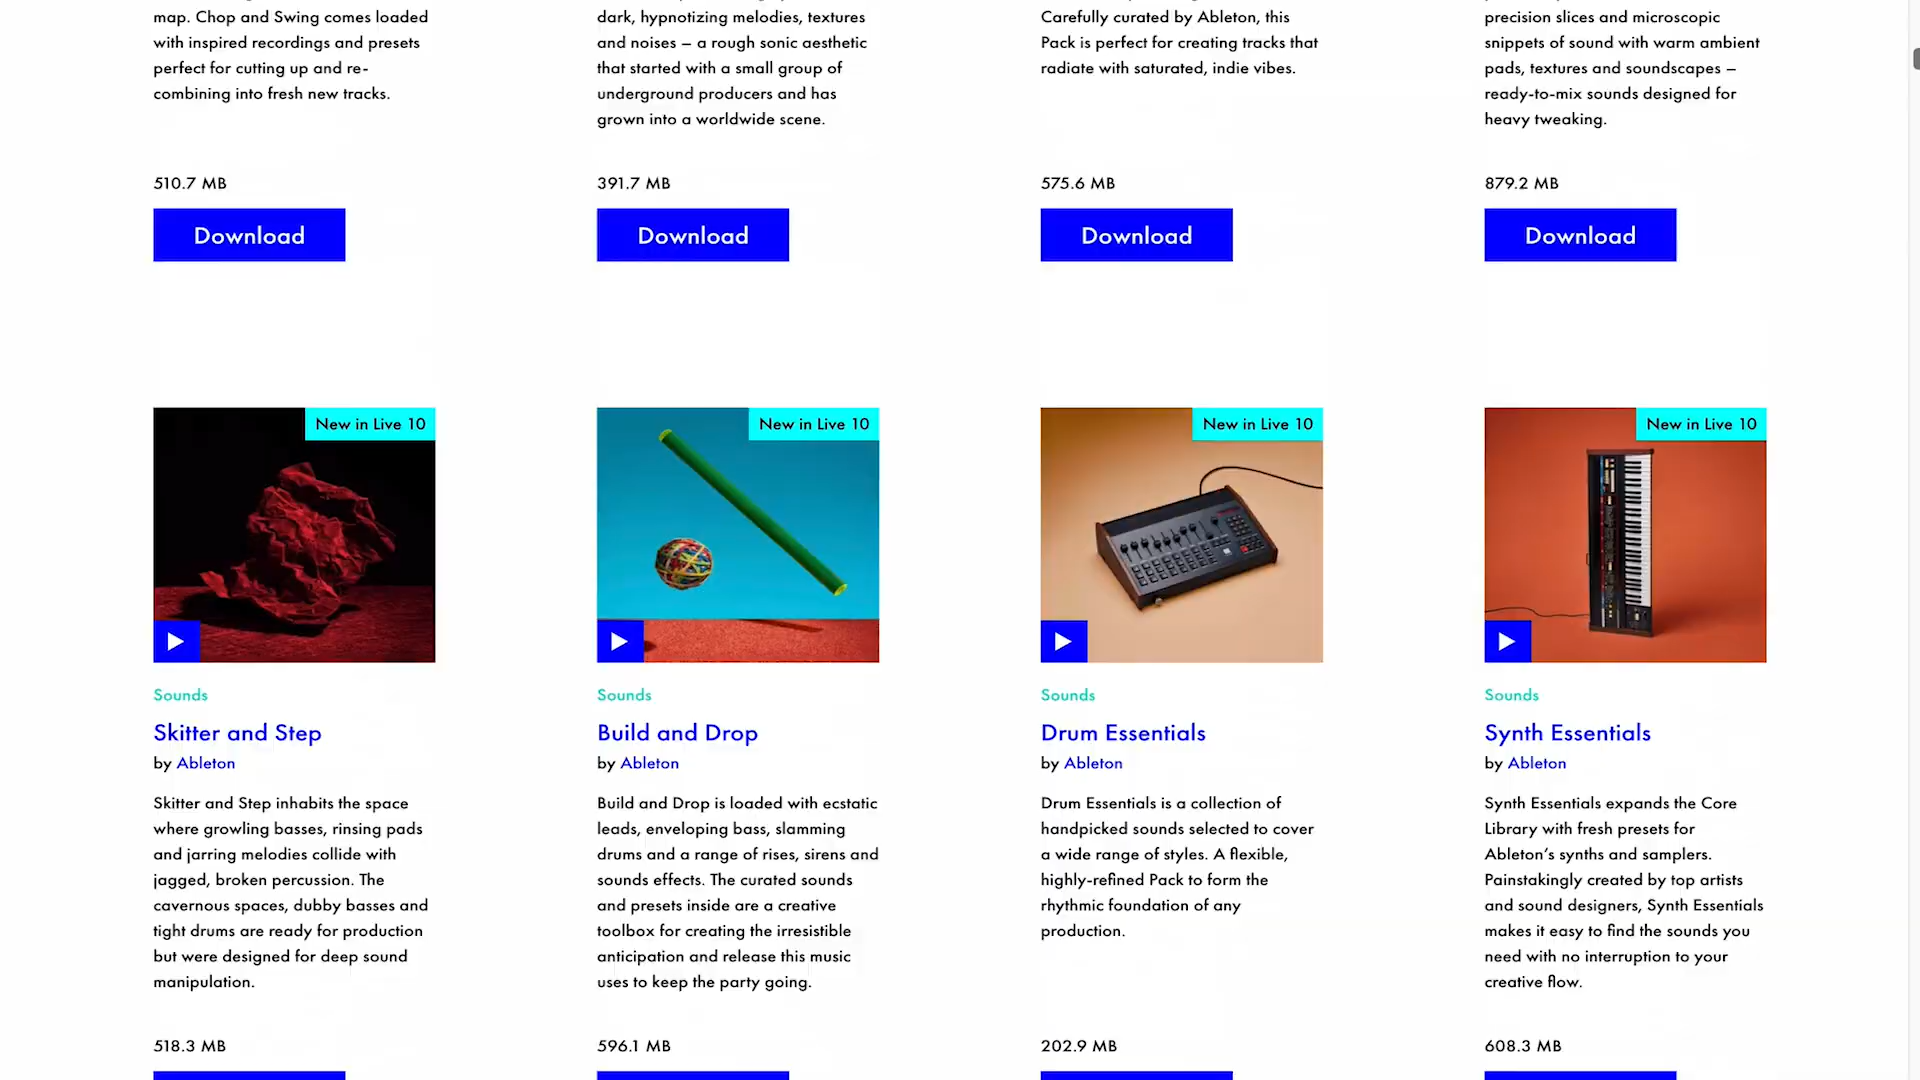 map. Chop and Swing comes loaded
with inspired recordings and presets
perfect for cutting up and re-
combining into fresh new tracks.
510.7 MB
Download
dark, hypnotizing melodies, textures
and noises – a rough sonic aesthetic
that started with a small group of
underground producers and has
grown into a worldwide scene.
391.7 MB
Download
Carefully curated by Ableton, this
Pack is perfect for creating tracks that
radiate with saturated, indie vibes.
575.6 MB
Download
precision slices and microscopic
snippets of sound with warm ambient
pads, textures and soundscapes –
ready-to-mix sounds designed for
heavy tweaking.
879.2 MB
Download
New in Live 10
Sounds
Skitter and Step
by Ableton
Skitter and Step inhabits the space
where growling basses, rinsing pads
and jarring melodies collide with
jagged, broken percussion. The
cavernous spaces, dubby basses and
tight drums are ready for production
but were designed for deep sound
manipulation.
518.3 MB
New in Live 10
Sounds
Build and Drop
by Ableton
Build and Drop is loaded with ecstatic
leads, enveloping bass, slamming
drums and a range of rises, sirens and
sounds effects. The curated sounds
and presets inside are a creative
toolbox for creating the irresistible
anticipation and release this music
uses to keep the party going.
596.1 MB
New in Live 10
Sounds
Drum Essentials
by Ableton
Drum Essentials is a collection of
handpicked sounds selected to cover
a wide range of styles. A flexible,
highly-refined Pack to form the
rhythmic foundation of any
production.
202.9 MB
New in Live 10
Sounds
Synth Essentials
by Ableton
Synth Essentials expands the Core
Library with fresh presets for
Ableton’s synths and samplers.
Painstakingly created by top artists
and sound designers, Synth Essentials
makes it easy to find the sounds you
need with no interruption to your
creative flow.
608.3 MB